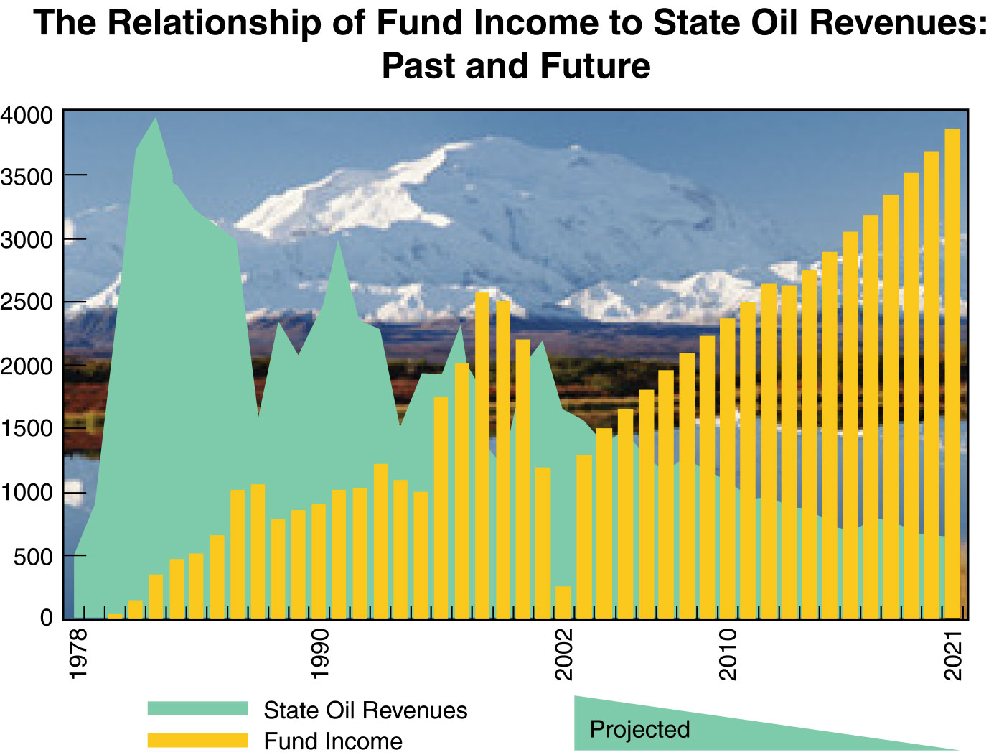 The Relationship of Fund Income to State Oil Revenues:
Past and Future
4000
3500
3000
2500
2000
1500
1000
500
0
1978
1990
2002
2010
2021
State Oil Revenues
Fund Income
Projected